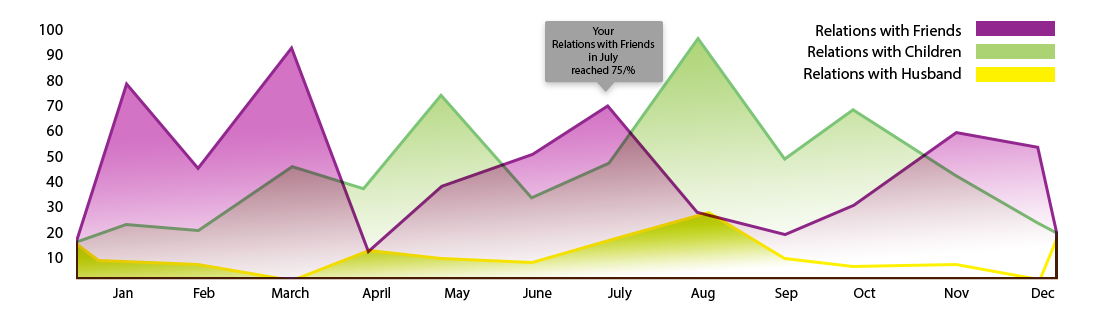 100
90
80
70
60
50
40
30
20
10
Your
Relations with Friends
in July
reached 75/%
Relations with Friends
Relations with Children
Relations with Husband
Jan Feb March April May June July Aug Sep Oct Nov Dec